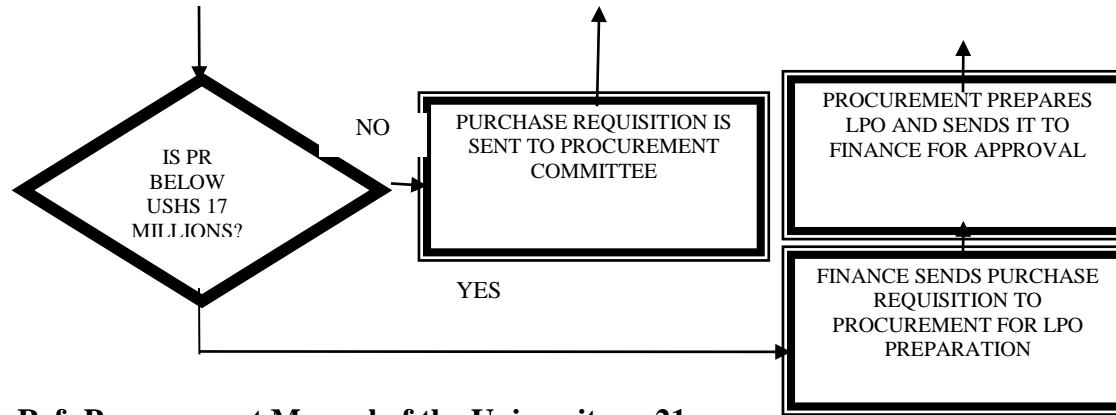 IS PR
BELOW
USHS 17
MILLIONS?
NO
PURCHASE REQUISITION IS
SENT TO PROCUREMENT
COMMITTEE
YES
PROCUREMENT PREPARES
LPO AND SENDS IT TO
FINANCE FOR APPROVAL
FINANCE SENDS PURCHASE
REQUISITION TO
PROCUREMENT FOR LPO
PREPARATION